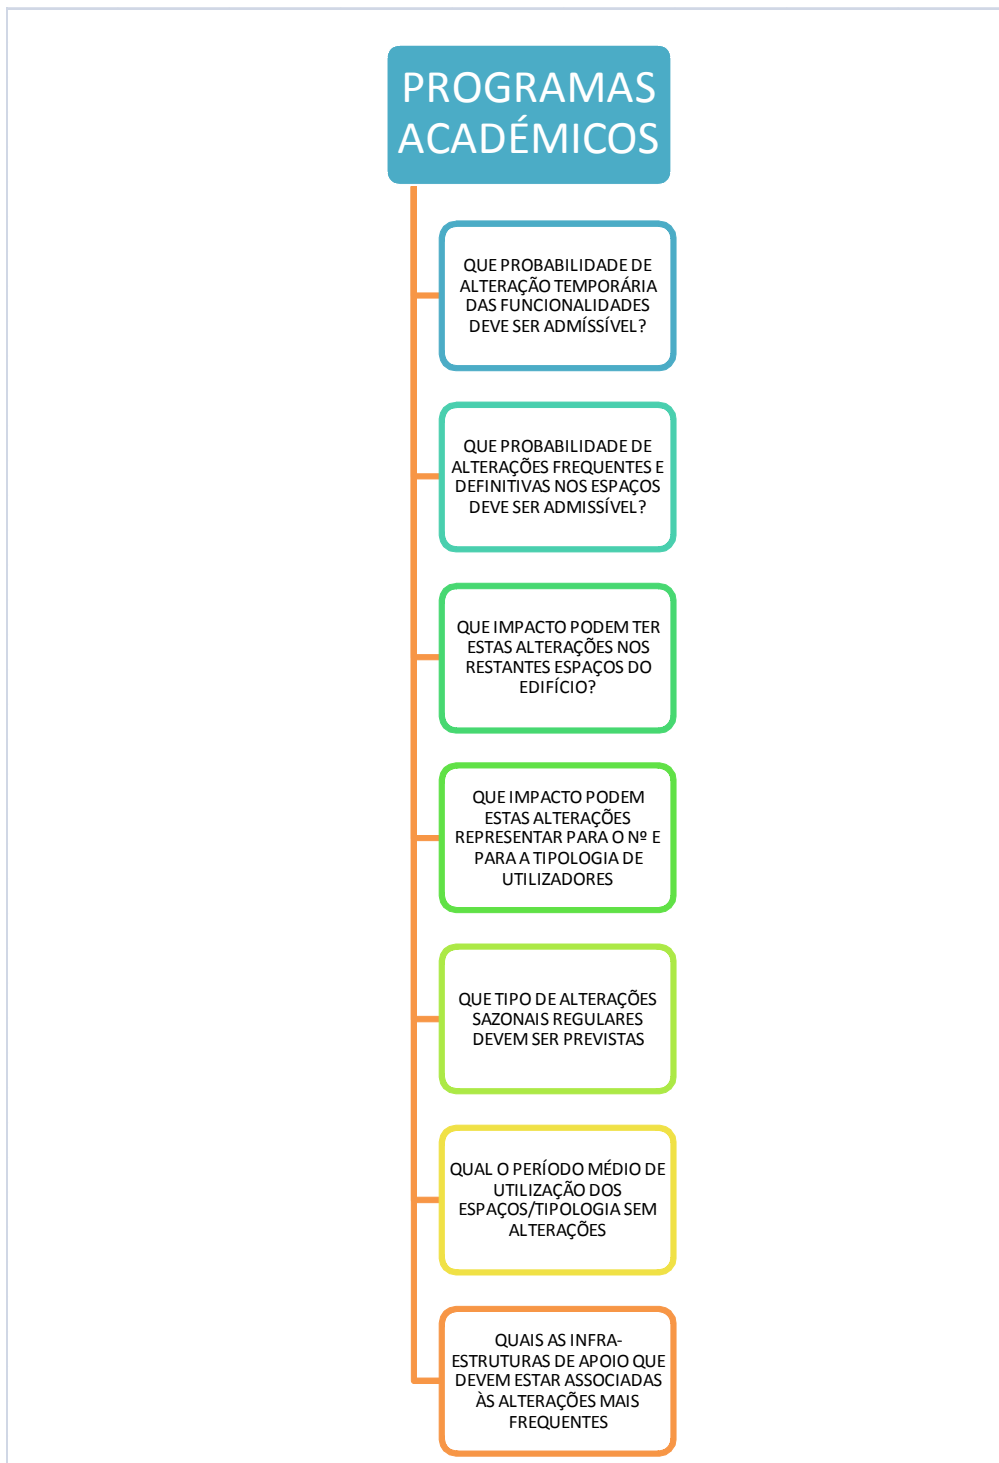 PROGRAMAS
ACADÉMICOS
QUE PROBABILIDADE DE
ALTERAÇÃO TEMPORÁRIA
DAS FUNCIONALIDADES
DEVE SER ADMÍSSÍVEL?
QUE PROBABILIDADE DE
ALTERAÇÕES FREQUENTES E
DEFINITIVAS NOS ESPAÇOS
DEVE SER ADMISSÍVEL?
QUE IMPACTO PODEM TER
ESTAS ALTERAÇÕES NOS
RESTANTES ESPAÇOS DO
EDIFÍCIO?
QUE IMPACTO PODEM
ESTAS ALTERAÇÕES
REPRESENTAR PARA O Nº E
PARA A TIPOLOGIA DE
UTILIZADORES
QUE TIPO DE ALTERAÇÕES
SAZONAIS REGULARES
DEVEM SER PREVISTAS
QUAL O PERÍODO MÉDIO DE
UTILIZAÇÃO DOS
ESPAÇOS/TIPOLOGIA SEM
ALTERAÇÕES
QUAIS AS INFRA-
ESTRUTURAS DE APOIO QUE
DEVEM ESTAR ASSOCIADAS
ÀS ALTERAÇÕES MAIS
FREQUENTES